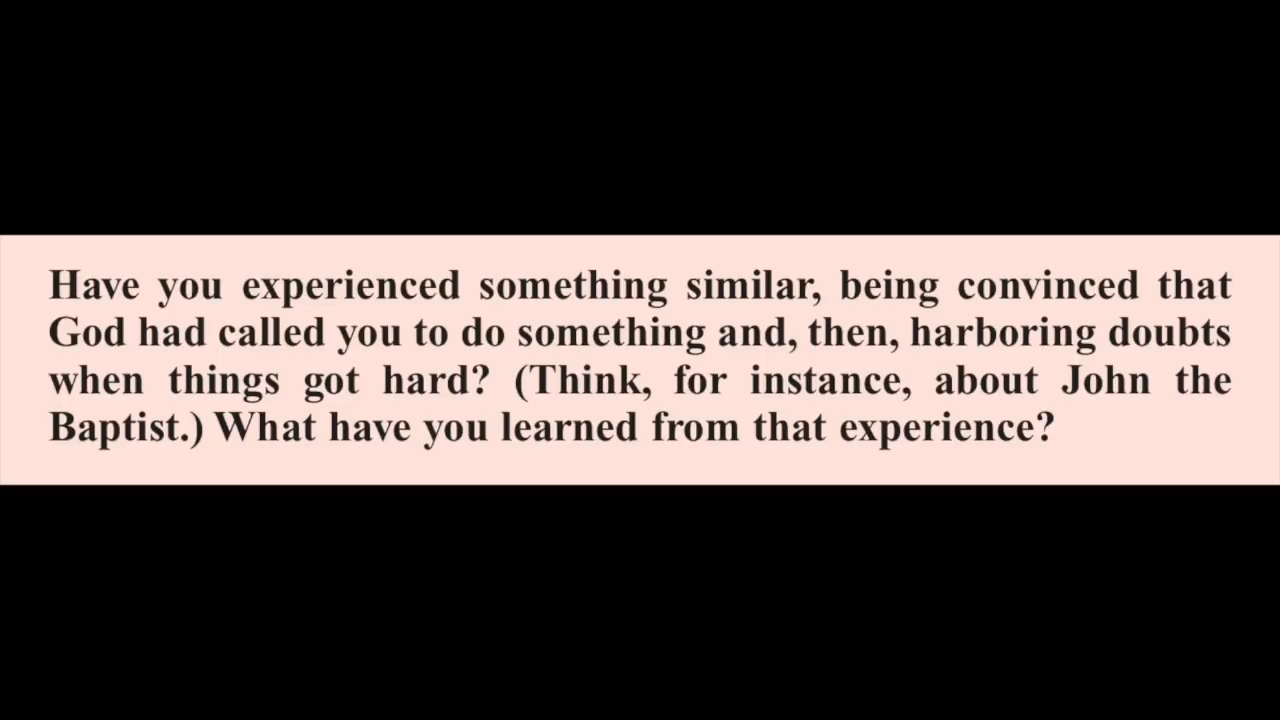 Have you experienced something similar, being convinced that
God had called you to do something and, then, harboring doubts
when things got hard? (Think, for instance, about John the
Baptist.) What have you learned from that experience?